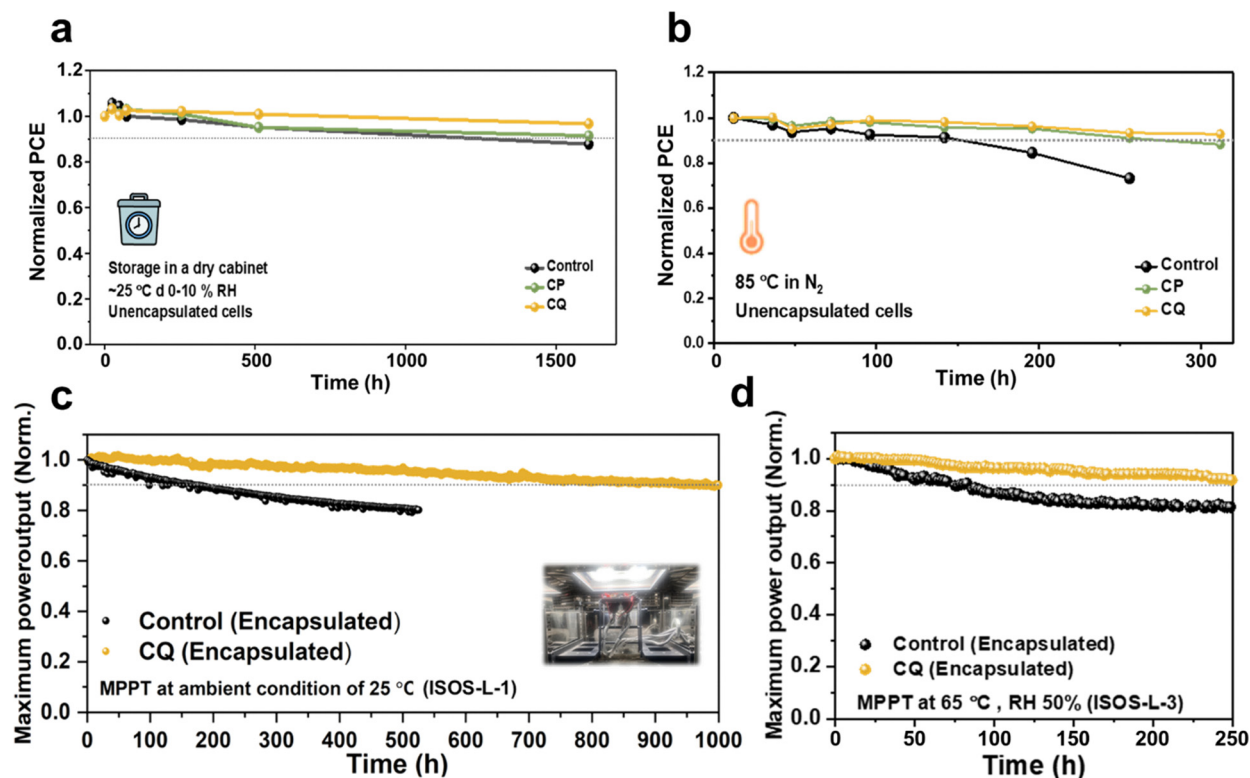 a
1.2
1.0
0.8
0.6
0.4
0.2
0.0
Normalized PCE
Storage in a dry cabinet
~25 °C d 0-10 % RH
Unencapsulated cells
Control
CP
CQ
0
500
1000
1500
Time (h)
b
1.2
1.0
0.8
0.6
0.4
0.2
0.0
Normalized PCE
85 °C in N2
Unencapsulated cells
Control
CP
CQ
0
100
200
300
Time (h)
c
Maximum poweroutput (Norm.)
1.0
0.8
0.6
0.4
0.2
0.0
Control (Encapsulated)
CQ (Encapsulated)
MPPT at ambient condition of 25 °C (ISOS-L-1)
0 100 200 300 400 500 600 700 800 900 1000
Time (h)
d
Maximum power output (Norm.)
1.0
0.8
0.6
0.4
0.2
0.0
Control (Encapsulated)
CQ (Encapsulated)
MPPT at 65 °C , RH 50% (ISOS-L-3)
0 50 100 150 200 250
Time (h)